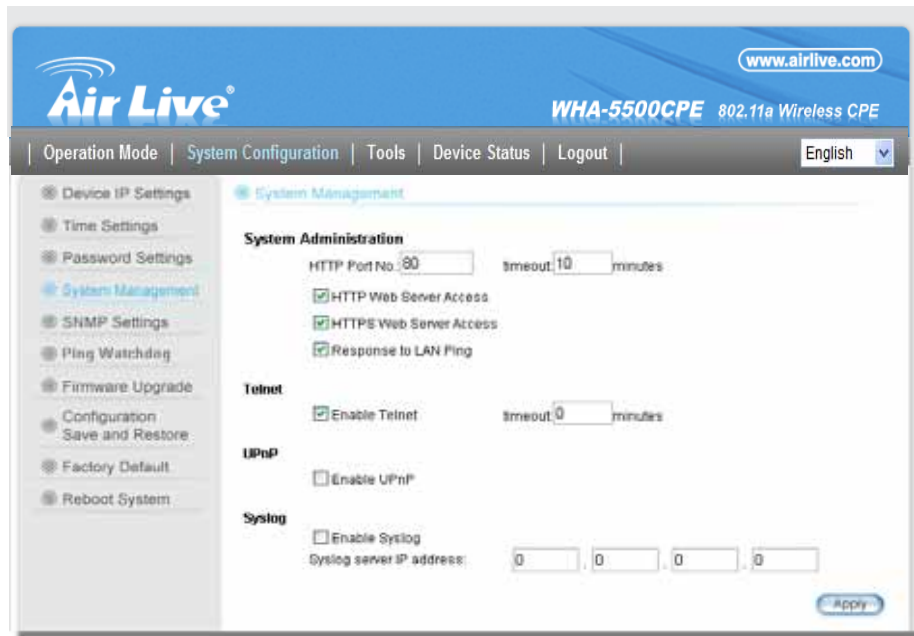 www.airlive.com
Air Live®
WHA-5500CPE 802.11a Wireless CPE
| Operation Mode | System Configuration | Tools | Device Status | Logout | English
Device IP Settings
Time Settings
Password Settings
System Management
SNMP Settings
Ping Watchdog
Firmware Upgrade
Configuration
Save and Restore
Factory Default
Reboot System
System Management
System Administration
HTTP Port No.: 80 timeout: 10 minutes
HTTP Web Server Access
HTTPS Web Server Access
Response to LAN Ping
Telnet
Enable Telnet timeout: 0 minutes
UPnP
Enable UPnP
Syslog
Enable Syslog
Syslog server IP address: 0 . 0 . 0 . 0
Apply